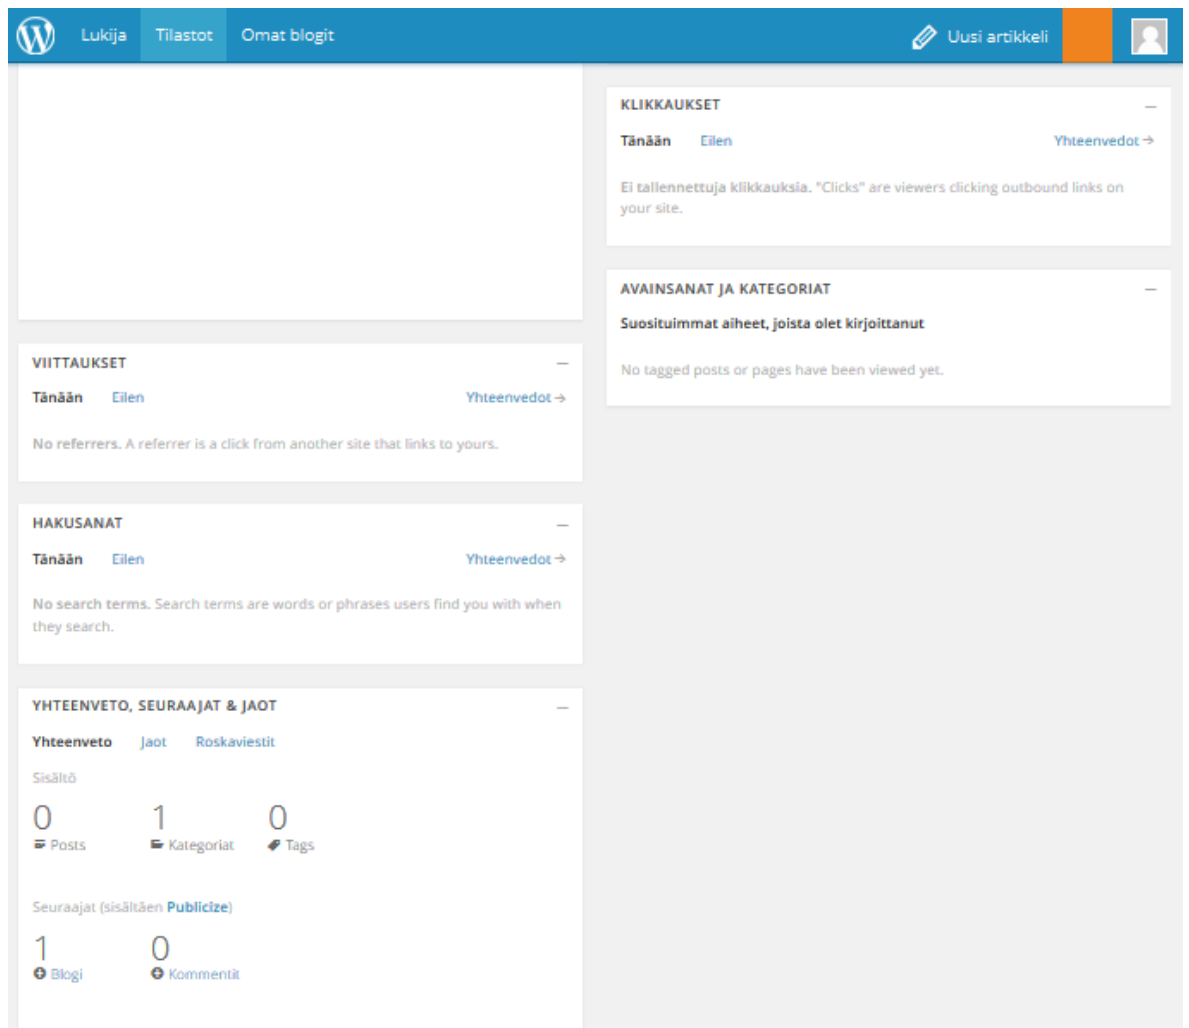 Lukija Tilastot Omat blogit Uusi artikkeli
VIITTAUKSET
Tänään Eilen Yhteenvedot →
No referrers. A referrer is a click from another site that links to yours.
HAKUSANAT
Tänään Eilen Yhteenvedot →
No search terms. Search terms are words or phrases users find you with when
they search.
YHTEENVETO, SEURAAJAT & JAOT
Yhteenveto Jaot Roskaviestit
Sisältö
0 1 0
Posts Kategoriat Tags
Seuraajat (sisältäen Publicize)
1 0
Blogi Kommentit
KLIKKAUKSET
Tänään Eilen Yhteenvedot →
Ei tallennettuja klikkauksia. "Clicks" are viewers clicking outbound links on
your site.
AVAINSANAT JA KATEGORIAT
Suosituimmat aiheet, joista olet kirjoittanut
No tagged posts or pages have been viewed yet.